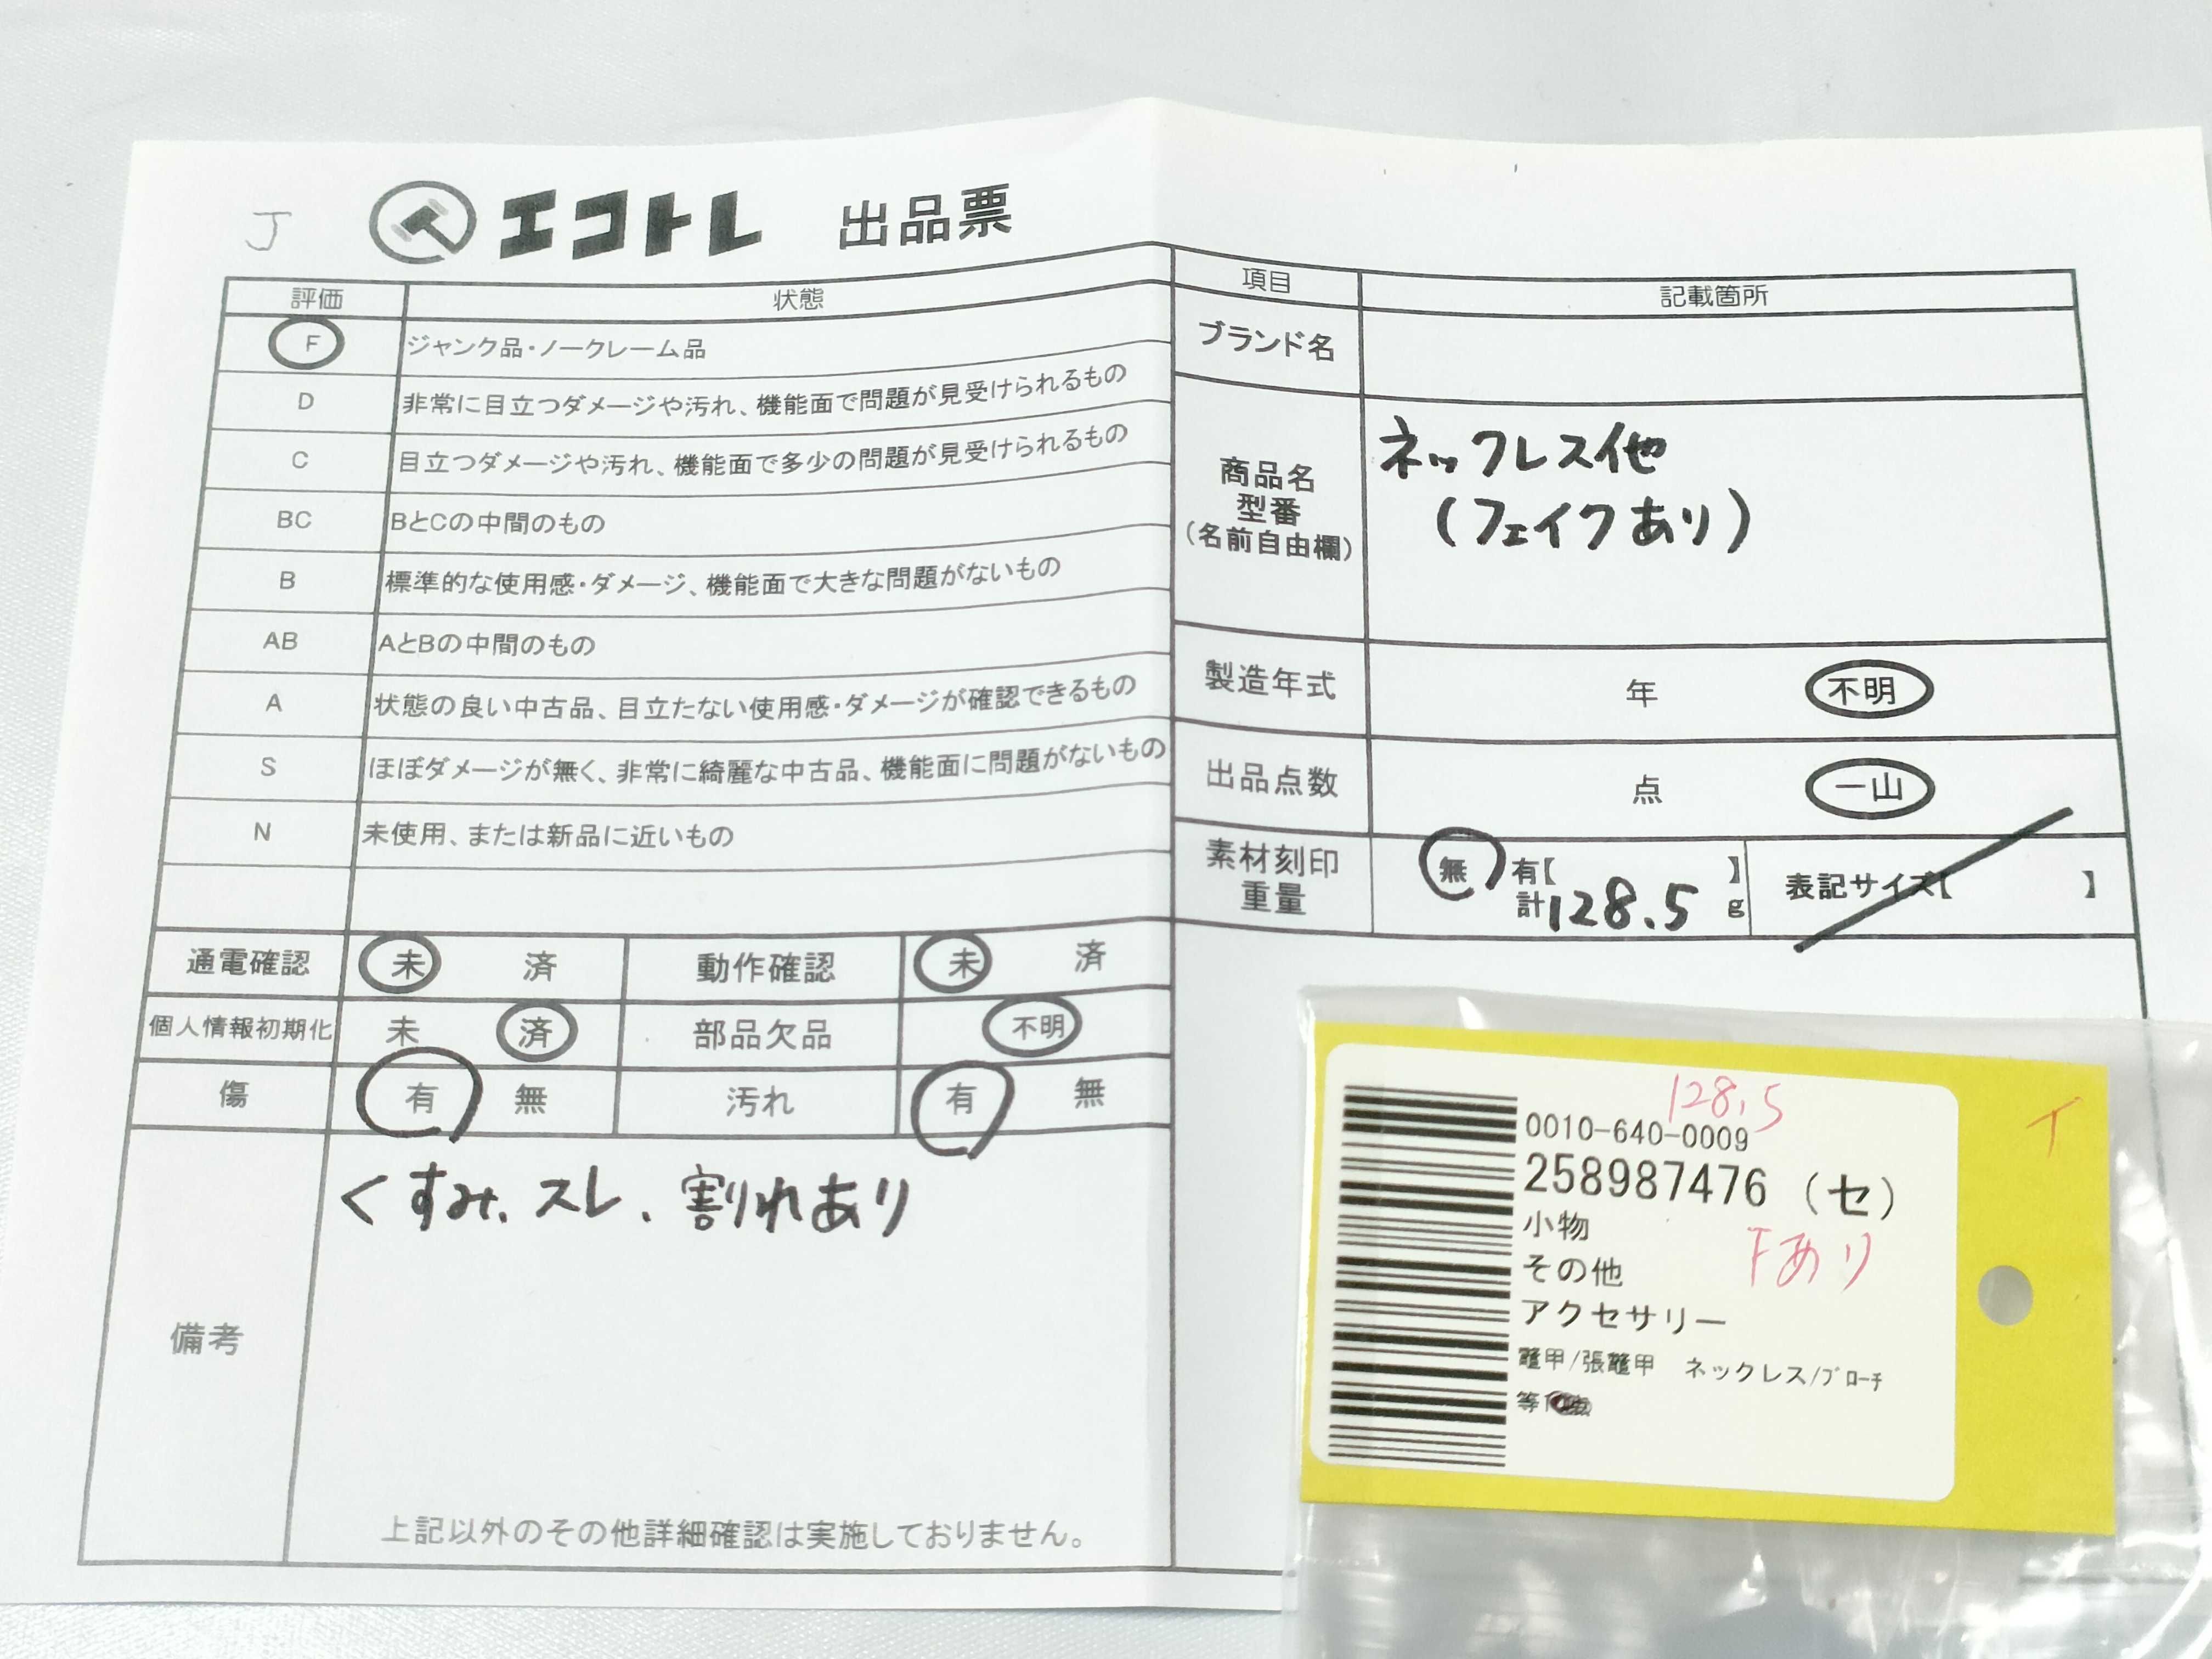 J
エコトレ 出品票
評価 状態
F ジャンク品・ノークレーム品
D 非常に目立つダメージや汚れ、機能面で問題が見受けられるもの
C 目立つダメージや汚れ、機能面で多少の問題が見受けられるもの
BC BとCの中間のもの
B 標準的な使用感・ダメージ、機能面で大きな問題がないもの
AB AとBの中間のもの
A 状態の良い中古品、目立たない使用感・ダメージが確認できるもの
S ほぼダメージが無く、非常に綺麗な中古品、機能面に問題がないもの
N 未使用、または新品に近いもの
通電確認 未 済 動作確認 未 済
個人情報初期化 未 済 部品欠品 不明
傷 有 無 汚れ 有 無
備考
くすみ、スレ、割れあり
上記以外のその他詳細確認は実施しておりません。
項目 記載箇所
ブランド名
商品名
型番
(名前自由欄)
ネックレス他
(フェイクあり)
製造年式 年 不明
出品点数 点 一山
素材刻印
重量
無 有【 】
計128.5 g
表記サイズ【 】
128.5
0010-640-0009
258987476 (セ)
小物
その他
Fあり
アクセサリー
鼈甲/張鼈甲 ネックレス/ブローチ
等
イ